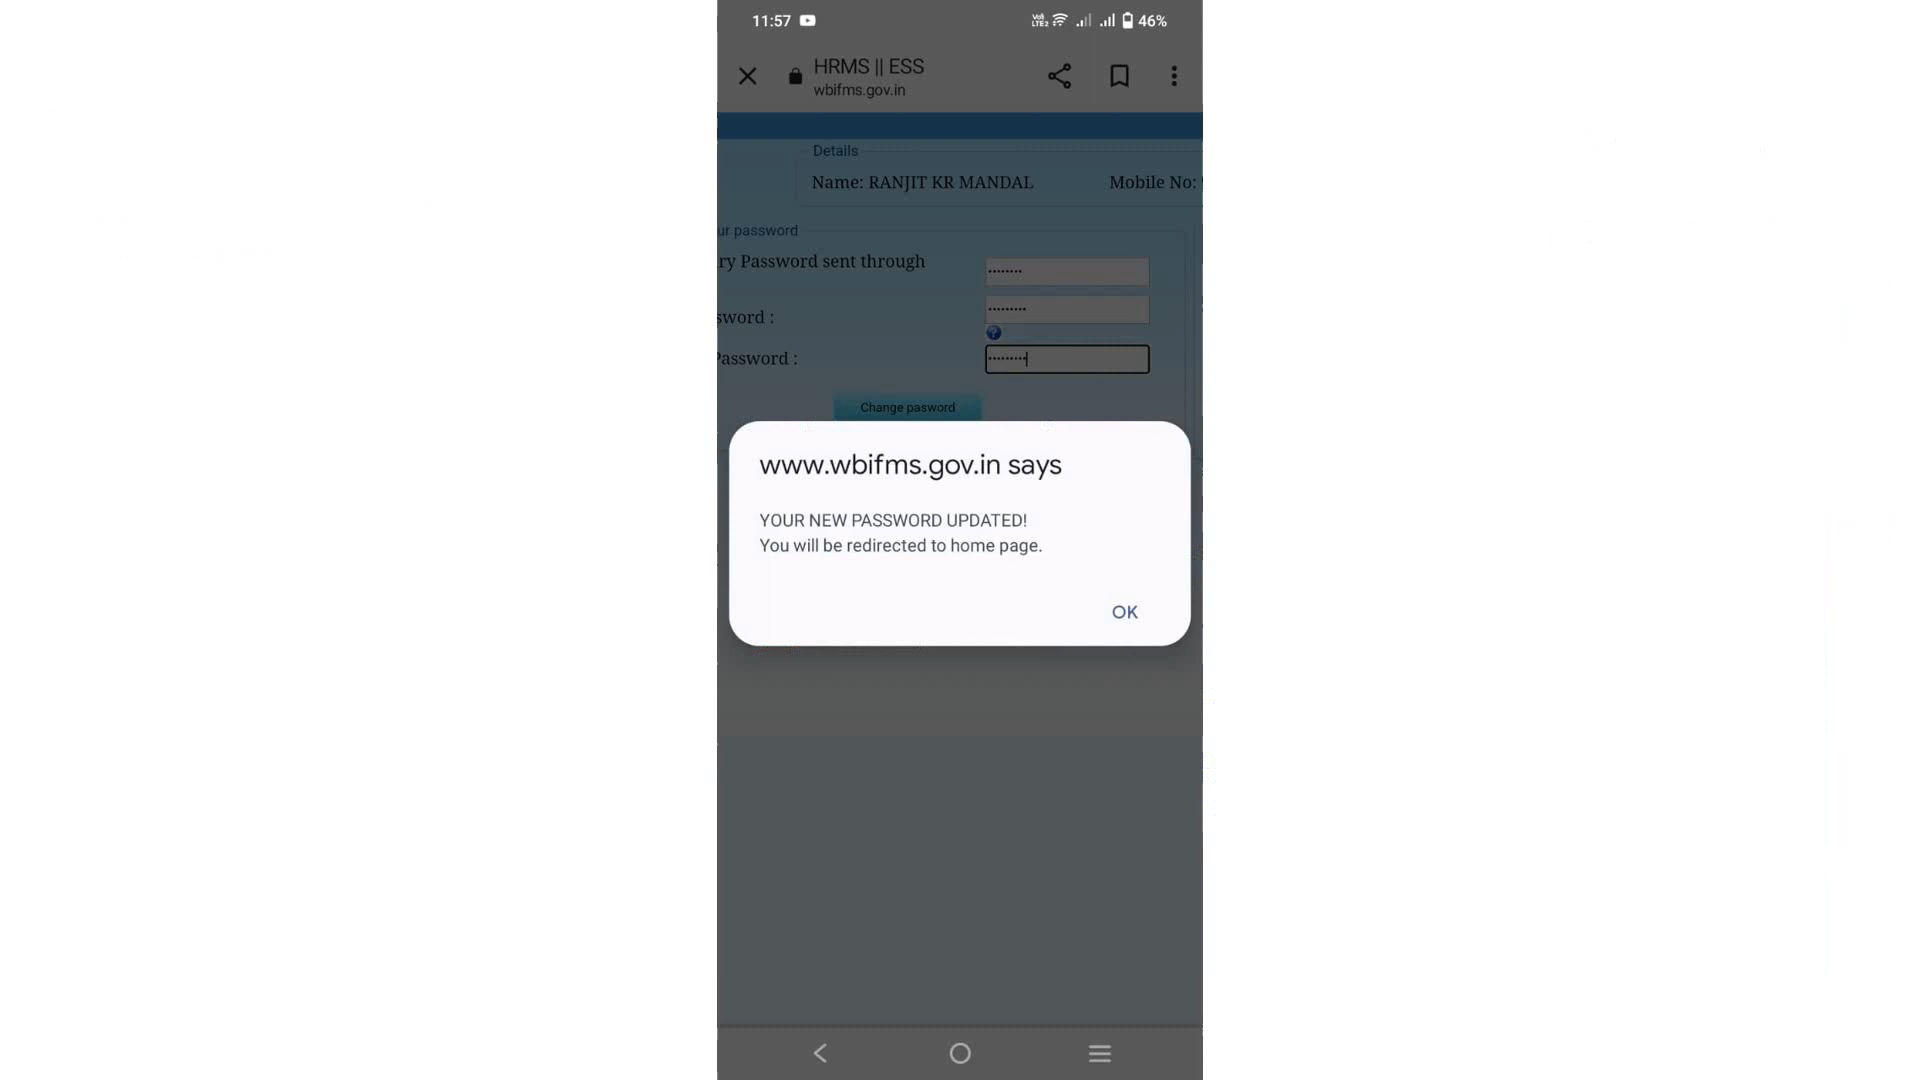 11:57 46%
HRMS || ESS
wbifms.gov.in
Details
Name: RANJIT KR MANDAL Mobile No:
ur password
ry Password sent through
sword :
Password :
Change pasword
www.wbifms.gov.in says
YOUR NEW PASSWORD UPDATED!
You will be redirected to home page.
OK